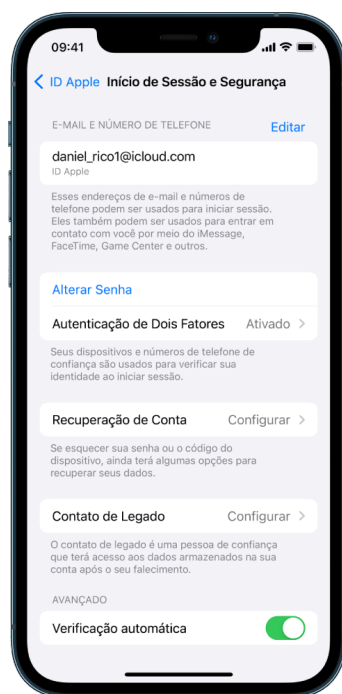 09:41
ID Apple Início de Sessão e Segurança
E-MAIL E NÚMERO DE TELEFONE Editar
daniel_rico1@icloud.com
ID Apple
Esses endereços de e-mail e números de
telefone podem ser usados para iniciar sessão.
Eles também podem ser usados para entrar em
contato com você por meio do iMessage,
FaceTime, Game Center e outros.
Alterar Senha
Autenticação de Dois Fatores Ativado
Seus dispositivos e números de telefone de
confiança são usados para verificar sua
identidade ao iniciar sessão.
Recuperação de Conta Configurar
Se esquecer sua senha ou o código do
dispositivo, ainda terá algumas opções para
recuperar seus dados.
Contato de Legado Configurar
O contato de legado é uma pessoa de confiança
que terá acesso aos dados armazenados na sua
conta após o seu falecimento.
AVANÇADO
Verificação automática